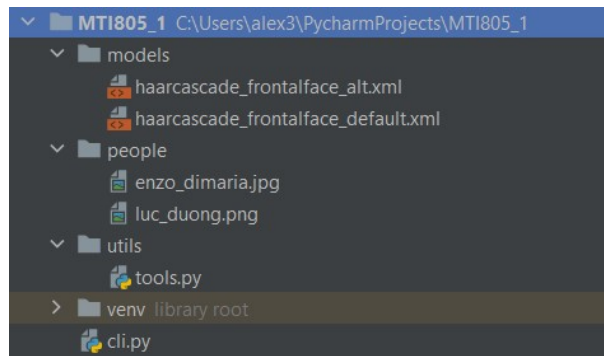 MTI805_1 C:\Users\alex3\PycharmProjects\MTI805_1
models
haarcascade_frontalface_alt.xml
haarcascade_frontalface_default.xml
people
enzo_dimaria.jpg
luc_duong.png
utils
tools.py
venv library root
cli.py